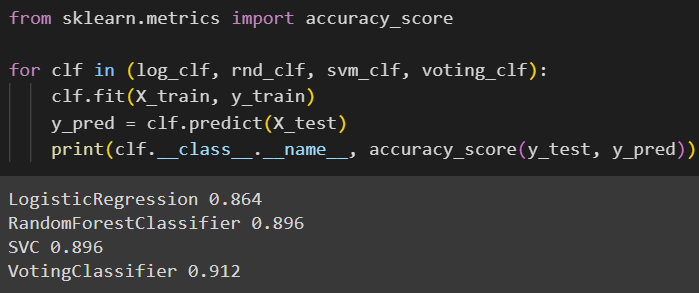 from sklearn.metrics import accuracy_score
for clf in (log_clf, rnd_clf, svm_clf, voting_clf):
    clf.fit(X_train, y_train)
    y_pred = clf.predict(X_test)
    print(clf.__class__.__name__, accuracy_score(y_test, y_pred))
LogisticRegression 0.864
RandomForestClassifier 0.896
SVC 0.896
VotingClassifier 0.912